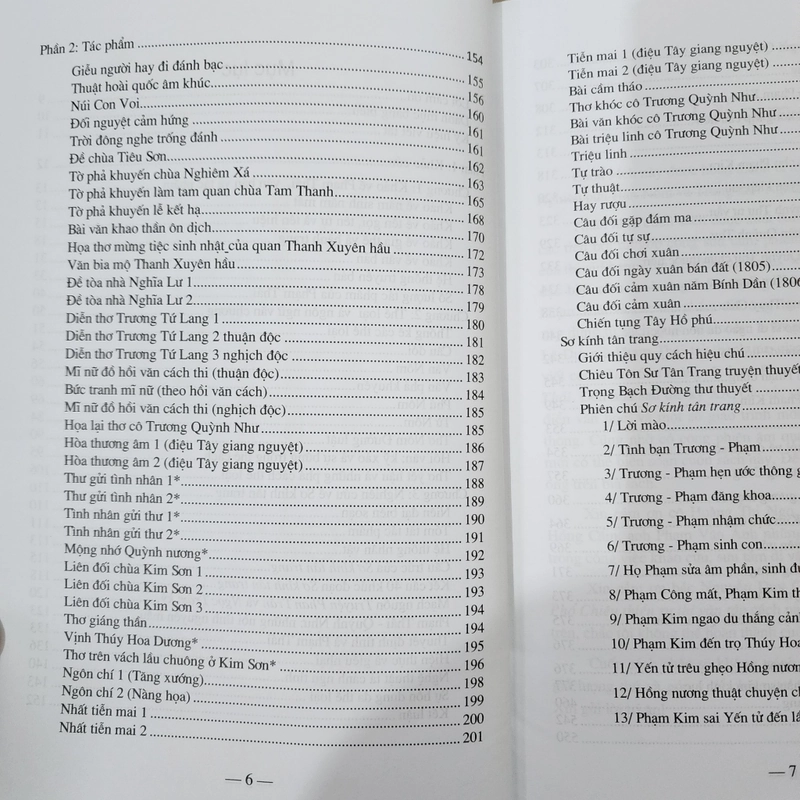 Phần 2: Tác phẩm ..... 154
Giễu người hay đi đánh bạc ..... 155
Thuật hoài quốc âm khúc ..... 156
Núi Con Voi ..... 160
Đối nguyệt cảm hứng ..... 161
Trời đông nghe trống đánh ..... 161
Đề chùa Tiêu Sơn ..... 162
Tờ phả khuyến chùa Nghiêm Xá ..... 163
Tờ phả khuyến làm tam quan chùa Tam Thanh ..... 165
Tờ phả khuyến lễ kết hạ ..... 168
Bài văn khao thần ôn dịch ..... 170
Họa thơ mừng tiệc sinh nhật của quan Thanh Xuyên hầu ..... 172
Văn bia mộ Thanh Xuyên hầu ..... 173
Đề tòa nhà Nghĩa Lư 1 ..... 178
Đề tòa nhà Nghĩa Lư 2 ..... 179
Diễn thơ Trương Tứ Lang 1 ..... 180
Diễn thơ Trương Tứ Lang 2 thuận độc ..... 181
Diễn thơ Trương Tứ Lang 3 nghịch độc ..... 182
Mĩ nữ đồ hồi văn cách thi (thuận độc) ..... 183
Bức tranh mĩ nữ (theo hồi văn cách) ..... 184
Mĩ nữ đồ hồi văn cách thi (nghịch độc) ..... 185
Họa lại thơ cô Trương Quỳnh Như ..... 185
Hòa thương âm 1 (điệu Tây giang nguyệt) ..... 186
Hòa thương âm 2 (điệu Tây giang nguyệt) ..... 187
Thư gửi tình nhân 1* ..... 188
Thư gửi tình nhân 2* ..... 189
Tình nhân gửi thư 1* ..... 190
Tình nhân gửi thư 2* ..... 191
Mộng nhớ Quỳnh nương* ..... 192
Liên đối chùa Kim Sơn 1 ..... 193
Liên đối chùa Kim Sơn 2 ..... 193
Liên đối chùa Kim Sơn 3 ..... 194
Thơ giáng thần ..... 194
Vịnh Thúy Hoa Dương* ..... 195
Thơ trên vách lầu chuông ở Kim Sơn* ..... 196
Ngôn chí 1 (Tăng xướng) ..... 198
Ngôn chí 2 (Nàng họa) ..... 199
Nhất tiễn mai 1 ..... 200
Nhất tiễn mai 2 ..... 201
— 6 —
Tiễn mai 1 (điệu Tây giang nguyệt)
Tiễn mai 2 (điệu Tây giang nguyệt)
Bài cầm tháo
Thơ khóc cô Trương Quỳnh Như
Bài văn khóc cô Trương Quỳnh Như
Bài triệu linh cô Trương Quỳnh Như
Triệu linh
Tự trào
Tự thuật
Hay rượu
Câu đối gặp đám ma
Câu đối tự sự
Câu đối chơi xuân
Câu đối ngày xuân bán đất (1805)
Câu đối cảm xuân năm Bính Dần (1806
Câu đối cảm xuân
Chiến tụng Tây Hồ phú
Sơ kính tân trang
Giới thiệu quy cách hiệu chú
Chiêu Tôn Sư Tân Trang truyện thuyết
Trọng Bạch Đường thư thuyết
Phiên chú Sơ kính tân trang
1/ Lời mào
2/ Tình bạn Trương - Phạm
3/ Trương - Phạm hẹn ước thông g
4/ Trương - Phạm đăng khoa
5/ Trương - Phạm nhậm chức
6/ Trương - Phạm sinh con
7/ Họ Phạm sửa âm phần, sinh đư
8/ Phạm Công mất, Phạm Kim th
9/ Phạm Kim ngao du thắng cản
10/ Phạm Kim đến trọ Thúy Hoa
11/ Yến tử trêu ghẹo Hồng nương
12/ Hồng nương thuật chuyện ch
13/ Phạm Kim sai Yến tử đến lầ
— 7